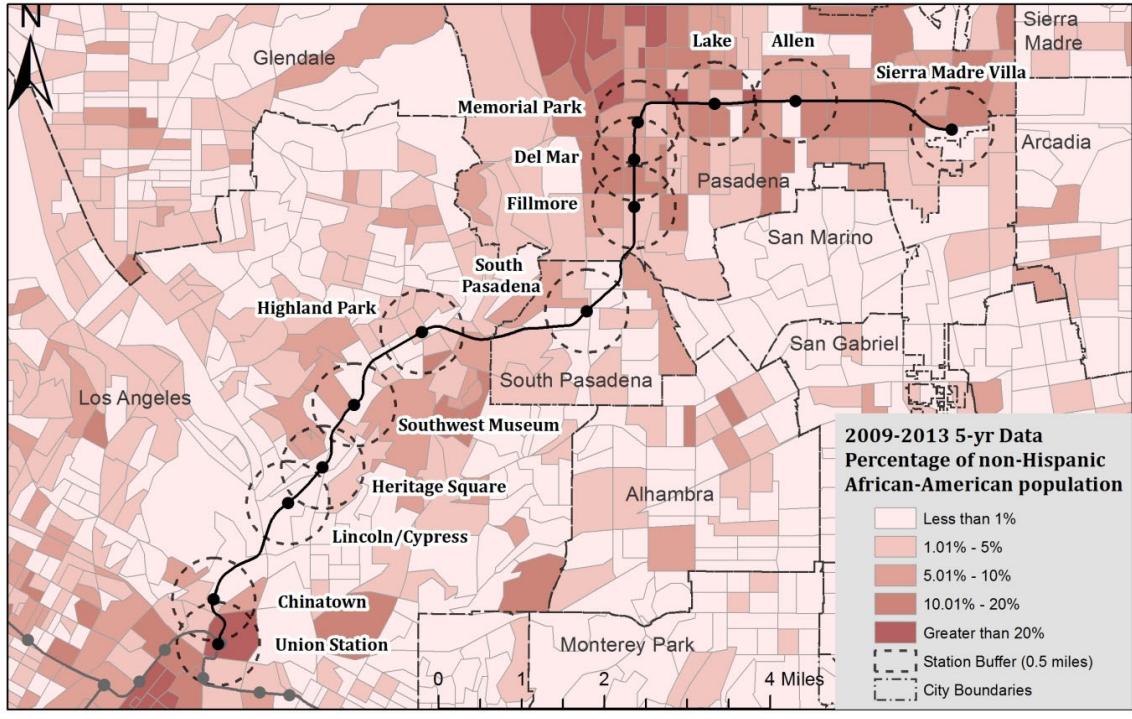 N
Glendale
Lake
Allen
Sierra
Madre
Sierra Madre Villa
Memorial Park
Arcadia
Del Mar
Pasadena
Fillmore
San Marino
South
Pasadena
Highland Park
San Gabriel
Los Angeles
South Pasadena
Southwest Museum
Heritage Square
Alhambra
Lincoln/Cypress
Chinatown
Union Station
Monterey Park
0 1 2 4 Miles
2009-2013 5-yr Data
Percentage of non-Hispanic
African-American population
Less than 1%
1.01% - 5%
5.01% - 10%
10.01% - 20%
Greater than 20%
Station Buffer (0.5 miles)
City Boundaries